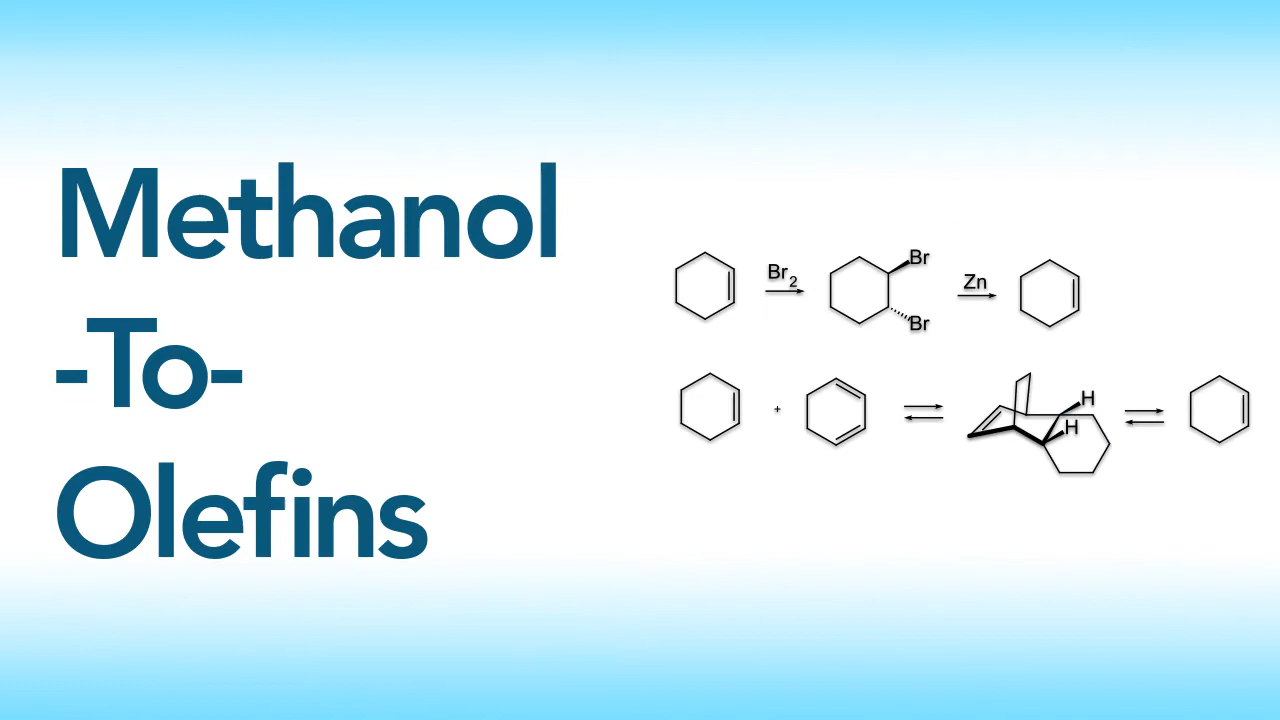 Methanol
-To-
Olefins
Br
Br2
Zn
Br
H
+
H